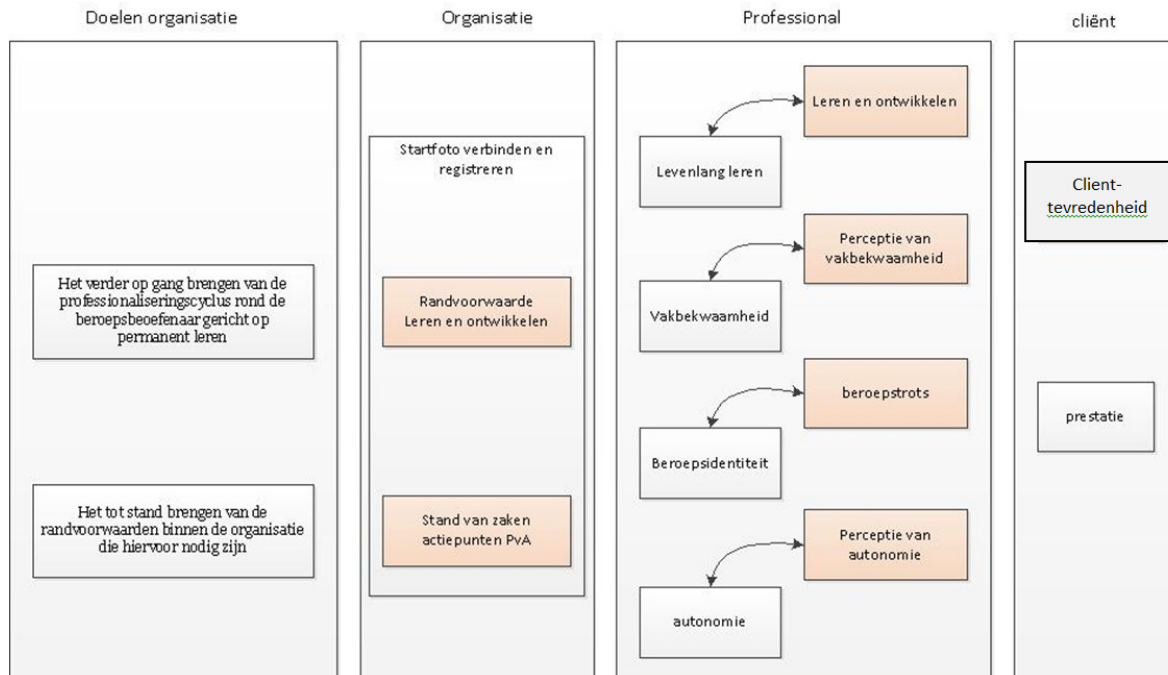 Doelen organisatie
Het verder op gang brengen van de
professionaliseringscyclus rond de
beroepsbeoefenaar gericht op
permanent leren
Het tot stand brengen van de
randvoorwaarden binnen de organisatie
die hiervoor nodig zijn
Organisatie
Startfoto verbinden en
registreren
Randvoorwaarde
Leren en ontwikkelen
Stand van zaken
actiepunten PvA
Professional
Leren en ontwikkelen
Levenlang leren
Perceptie van
vakbekwaamheid
Vakbekwaamheid
beroepstrots
Beroepsidentiteit
Perceptie van
autonomie
autonomie
cliënt
Client-
tevredenheid
prestatie